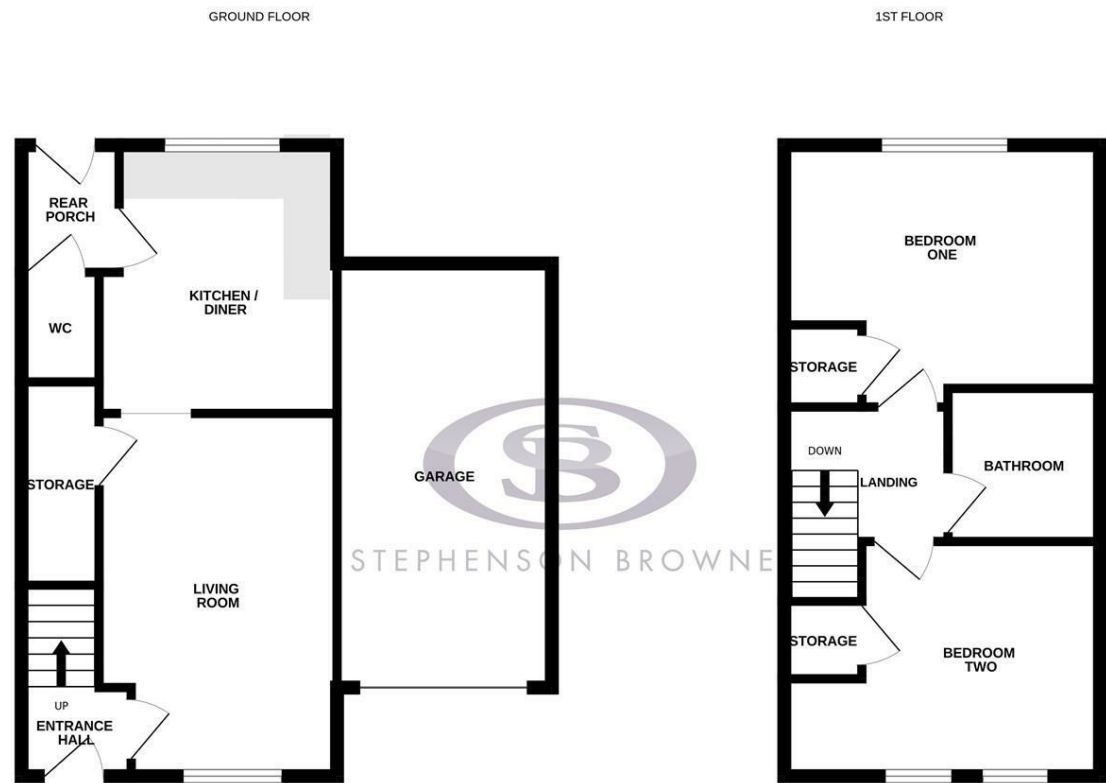 GROUND FLOOR
1ST FLOOR
REAR
PORCH
KITCHEN /
DINER
WC
STORAGE
LIVING
ROOM
UP
ENTRANCE
HALL
GARAGE
SB
STEPHENSON BROWNE
BEDROOM
ONE
STORAGE
DOWN
LANDING
BATHROOM
STORAGE
BEDROOM
TWO